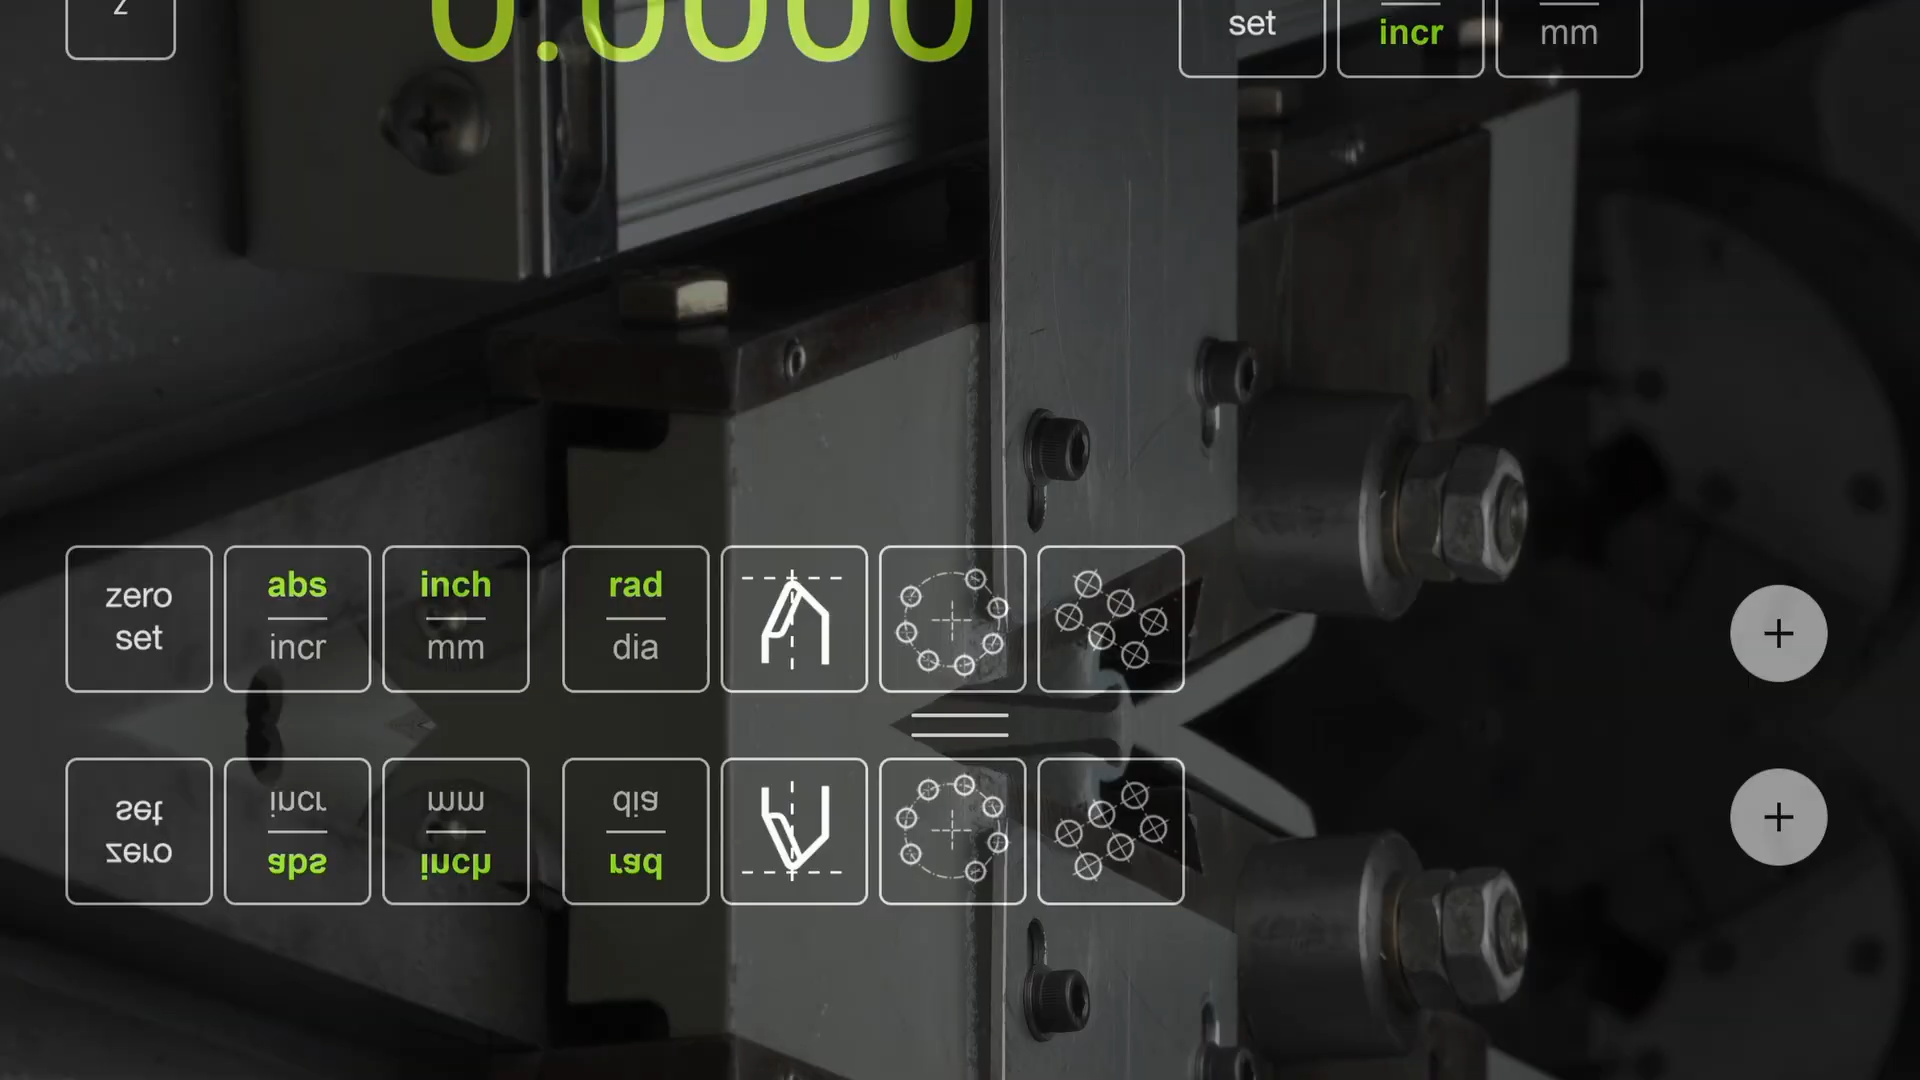 z
0.0000
set
incr
mm
zero
set
abs
incr
inch
mm
rad
dia
+
set
zero
incr
abs
mm
inch
dia
rad
+